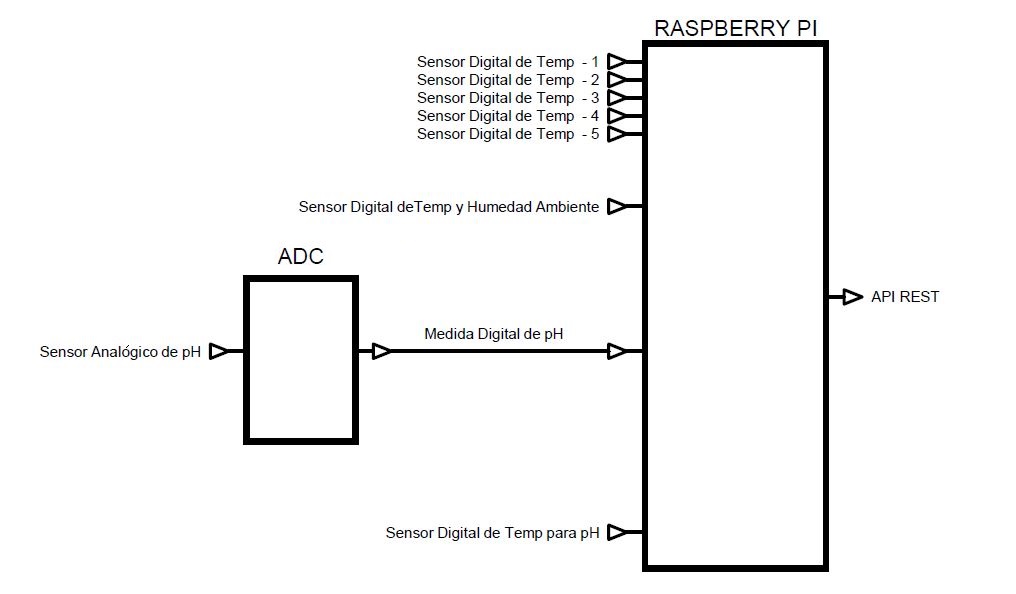 RASPBERRY PI
Sensor Digital de Temp - 1
Sensor Digital de Temp - 2
Sensor Digital de Temp - 3
Sensor Digital de Temp - 4
Sensor Digital de Temp - 5
Sensor Digital deTemp y Humedad Ambiente
ADC
API REST
Medida Digital de pH
Sensor Analógico de pH
Sensor Digital de Temp para pH